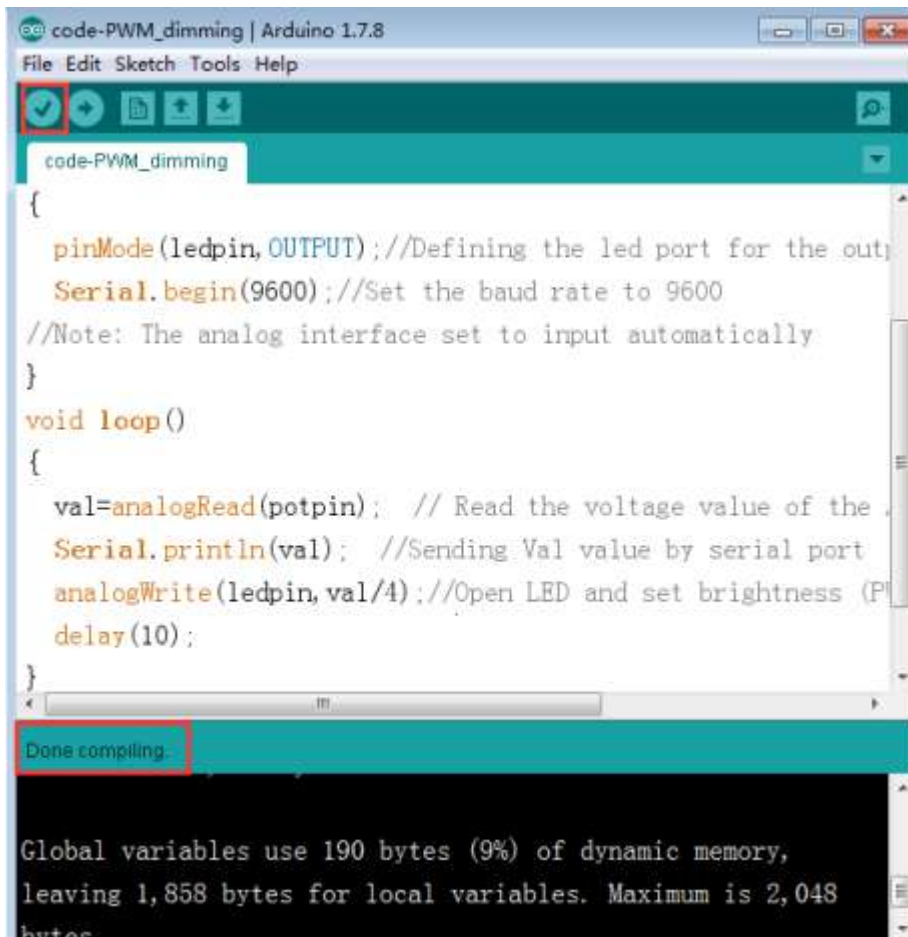 code-PWM_dimming | Arduino 1.7.8
File Edit Sketch Tools Help
code-PWM_dimming
{
pinMode(ledpin,OUTPUT);//Defining the led port for the
Serial.begin(9600);//Set the baud rate to 9600
//Note: The analog interface set to input automatically
}
void loop()
{
val=analogRead(potpin); // Read the voltage value of the
Serial.println(val); //Sending Val value by serial port
analogWrite(ledpin,val/4);//Open LED and set brightness
delay(10);
}
Done compiling.
Global variables use 190 bytes (9%) of dynamic memory,
leaving 1,858 bytes for local variables. Maximum is 2,048
bytes